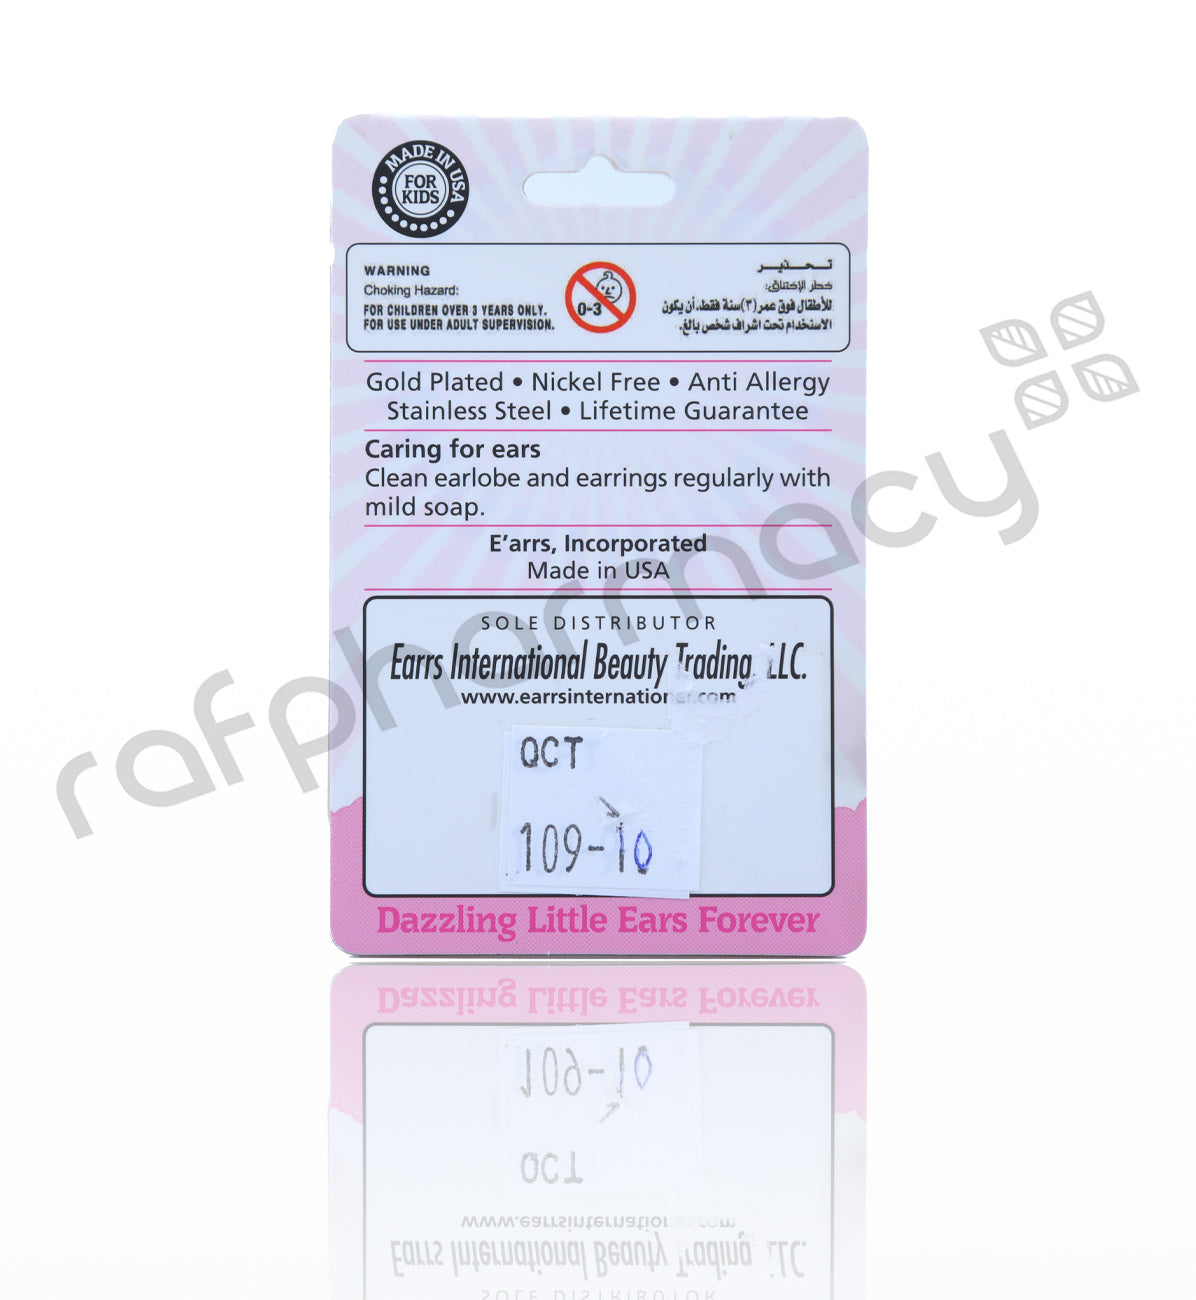 MADE IN USA
FOR
KIDS
WARNING
Choking Hazard:
FOR CHILDREN OVER 3 YEARS ONLY.
FOR USE UNDER ADULT SUPERVISION.
0-3
تحذير
خطر الإختناق:
للأطفال فوق عمر (٣) سنة فقط، أن يكون
الاستخدام تحت اشراف شخص بالغ.
Gold Plated • Nickel Free • Anti Allergy
Stainless Steel • Lifetime Guarantee
Caring for ears
Clean earlobe and earrings regularly with
mild soap.
E'arrs, Incorporated
Made in USA
SOLE DISTRIBUTOR
Earrs International Beauty Trading, LLC.
www.earrsinternational.com
QCT
109-10
Dazzling Little Ears Forever
rafpharmacy